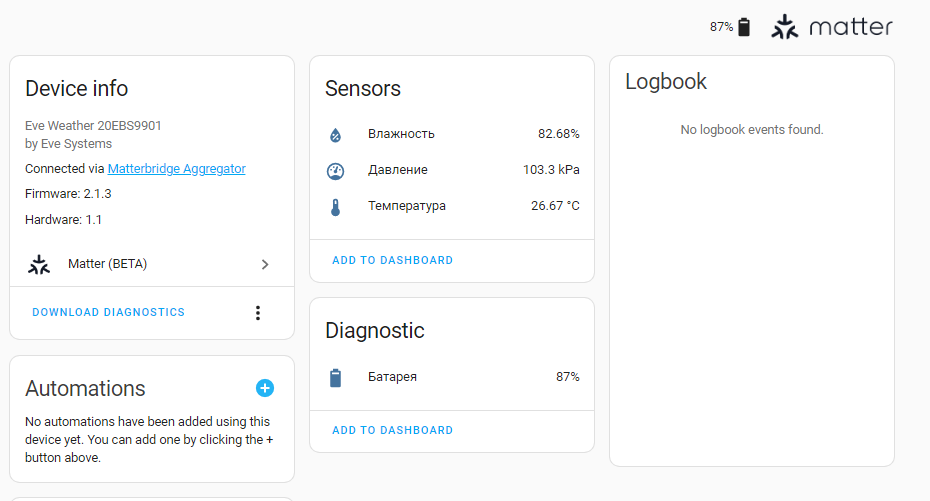 87%
matter
Device info
Eve Weather 20EBS9901
by Eve Systems
Connected via Matterbridge Aggregator
Firmware: 2.1.3
Hardware: 1.1
Matter (BETA)
DOWNLOAD DIAGNOSTICS
Automations
No automations have been added using this
device yet. You can add one by clicking the +
button above.
Sensors
Влажность 82.68%
Давление 103.3 kPa
Температура 26.67 °C
ADD TO DASHBOARD
Diagnostic
Батарея 87%
ADD TO DASHBOARD
Logbook
No logbook events found.